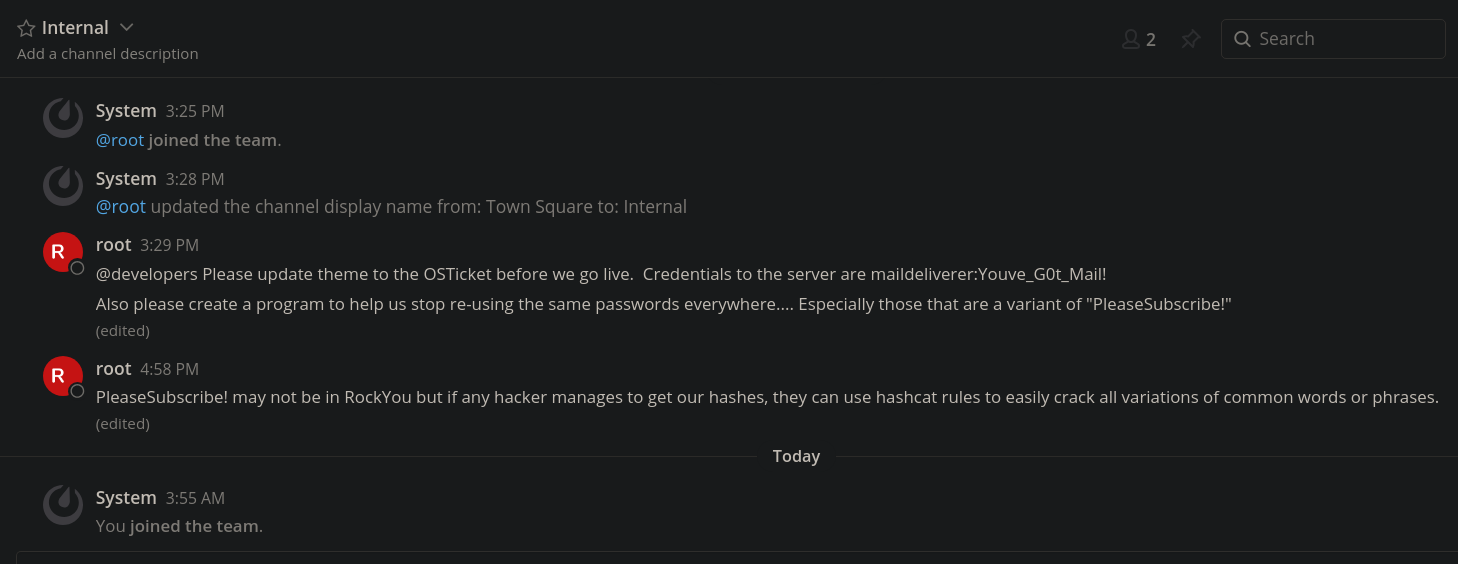 Internal
Add a channel description
2
Search
System 3:25 PM
@root joined the team.
System 3:28 PM
@root updated the channel display name from: Town Square to: Internal
R
root 3:29 PM
@developers Please update theme to the OSTicket before we go live.  Credentials to the server are maildeliverer:Youve_G0t_Mail!
Also please create a program to help us stop re-using the same passwords everywhere.... Especially those that are a variant of "PleaseSubscribe!"
(edited)
R
root 4:58 PM
PleaseSubscribe! may not be in RockYou but if any hacker manages to get our hashes, they can use hashcat rules to easily crack all variations of common words or phrases.
(edited)
Today
System 3:55 AM
You joined the team.